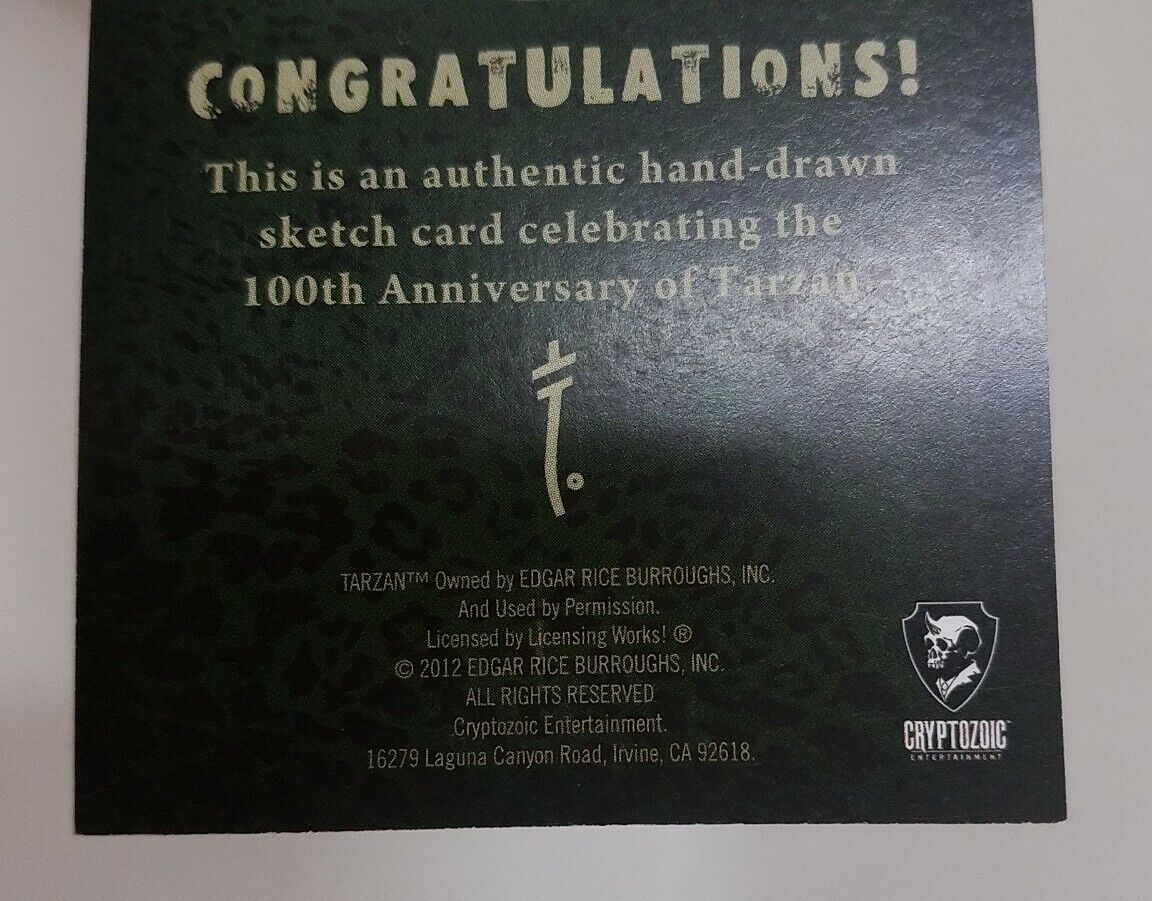 CONGRATULATIONS!
This is an authentic hand-drawn
sketch card celebrating the
100th Anniversary of Tarzan
TARZAN™ Owned by EDGAR RICE BURROUGHS, INC.
And Used by Permission.
Licensed by Licensing Works! ®
© 2012 EDGAR RICE BURROUGHS, INC.
ALL RIGHTS RESERVED
Cryptozoic Entertainment.
16279 Laguna Canyon Road, Irvine, CA 92618.
CRYPTOZOIC™
ENTERTAINMENT